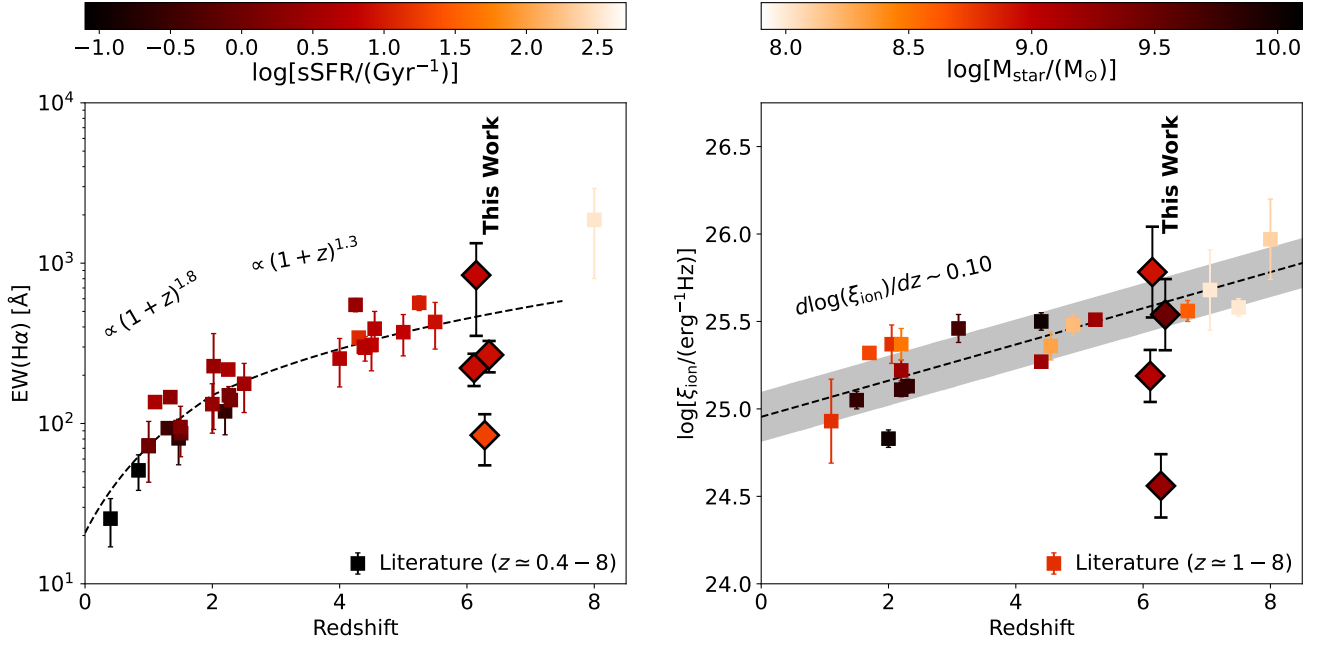 −1.0 −0.5 0.0 0.5 1.0 1.5 2.0 2.5
log[sSFR/(Gyr⁻¹)]
8.0 8.5 9.0 9.5 10.0
log[M_star/(M_⊙)]
10⁴
10³
10²
10¹
EW(Hα) [Å]
∝ (1 + z)^1.8
∝ (1 + z)^1.3
This Work
Literature (z ≃ 0.4 − 8)
0 2 4 6 8
Redshift
26.5
26.0
25.5
25.0
24.5
24.0
log[ξ_ion/(erg⁻¹Hz)]
dlog(ξ_ion)/dz ~ 0.10
This Work
Literature (z ≃ 1 − 8)
0 2 4 6 8
Redshift